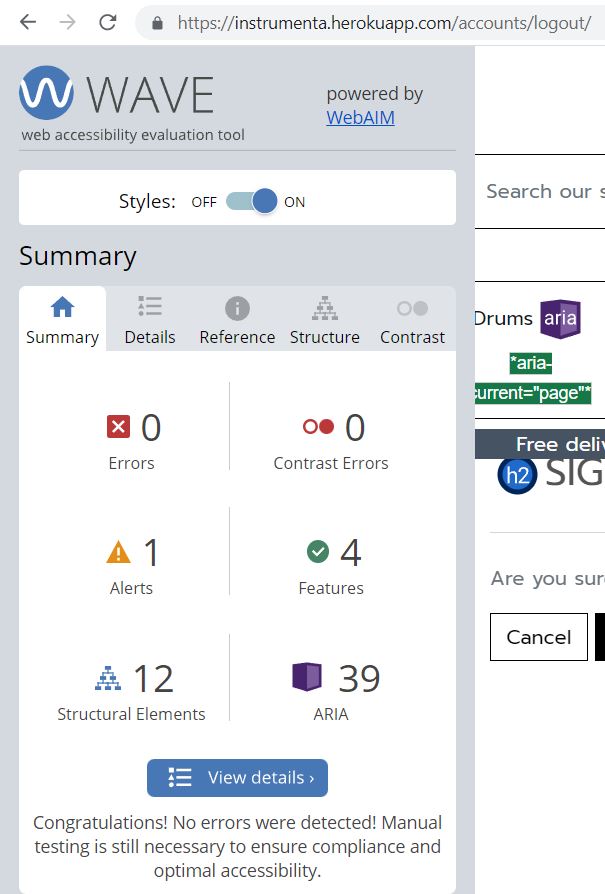 https://instrumenta.herokuapp.com/accounts/logout/
WAVE
web accessibility evaluation tool
powered by
WebAIM
Styles: OFF ON
Summary
Summary Details Reference Structure Contrast
0 Errors
0 Contrast Errors
1 Alerts
4 Features
12 Structural Elements
39 ARIA
View details ›
Congratulations! No errors were detected! Manual
testing is still necessary to ensure compliance and
optimal accessibility.
Search our s
Drums aria
*aria-
current="page"*
Free deli
h2 SIG
Are you sur
Cancel